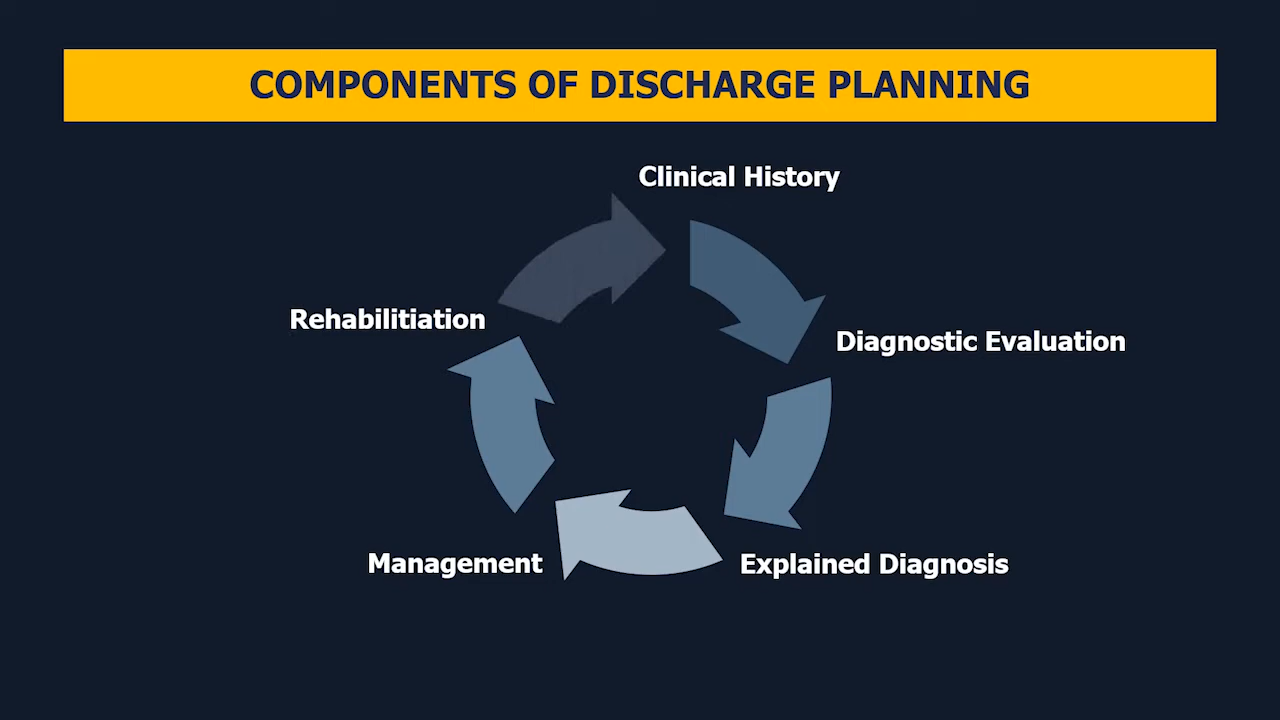 COMPONENTS OF DISCHARGE PLANNING
Clinical History
Diagnostic Evaluation
Explained Diagnosis
Management
Rehabilitiation